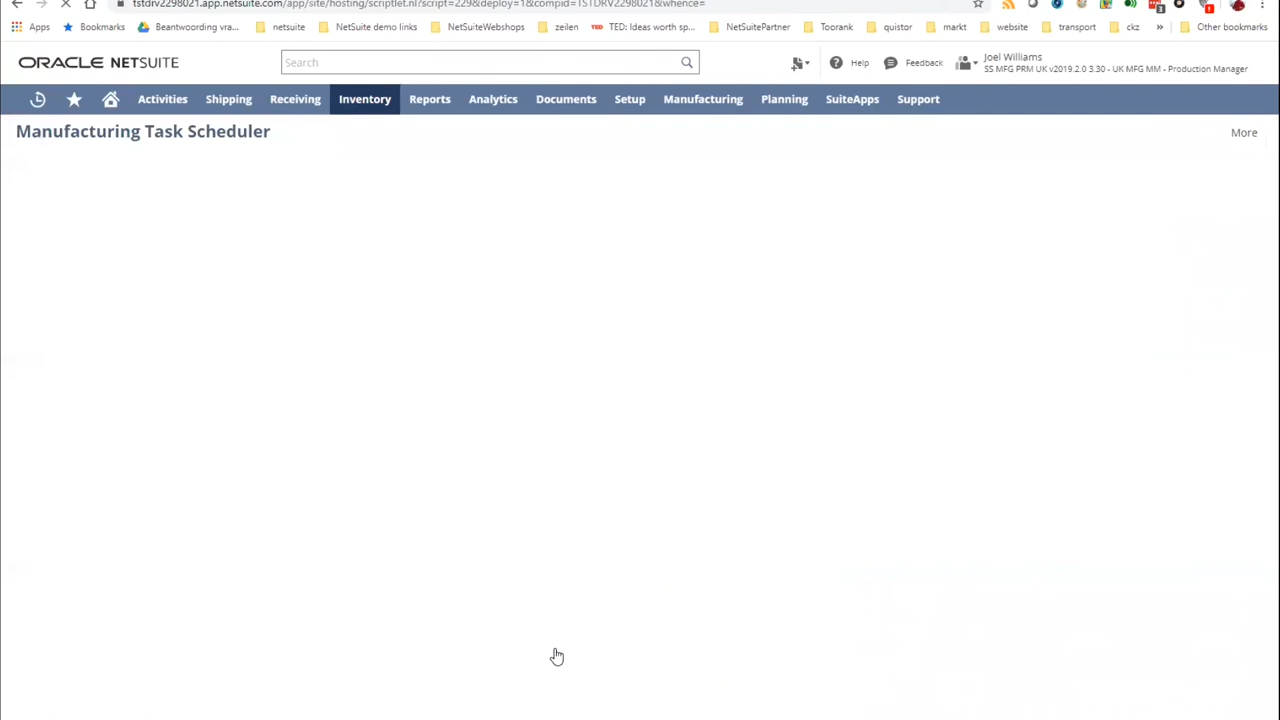 tstdrv2298021.app.netsuite.com/app/site/hosting/scriptlet.nl?script=229&deploy=1&compid=TSTDRV2298021&whence=
Apps Bookmarks Beantwoording vra... netsuite NetSuite demo links NetSuiteWebshops zeilen TED TED: Ideas worth sp... NetSuitePartner Toorank quistor markt website transport ckz » Other bookmarks
ORACLE NETSUITE Search Help Feedback Joel Williams
SS MFG PRM UK v2019.2.0 3.30 - UK MFG MM - Production Manager
Activities Shipping Receiving Inventory Reports Analytics Documents Setup Manufacturing Planning SuiteApps Support
Manufacturing Task Scheduler More